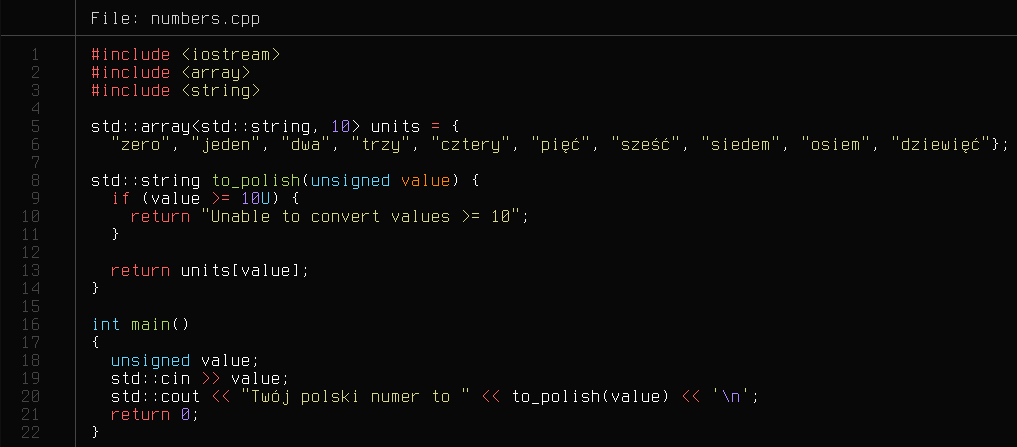 File: numbers.cpp
1 #include <iostream>
2 #include <array>
3 #include <string>
4
5 std::array<std::string, 10> units = {
6   "zero", "jeden", "dwa", "trzy", "cztery", "pięć", "sześć", "siedem", "osiem", "dziewięć"};
7
8 std::string to_polish(unsigned value) {
9   if (value >= 10U) {
10     return "Unable to convert values >= 10";
11   }
12
13   return units[value];
14 }
15
16 int main()
17 {
18   unsigned value;
19   std::cin >> value;
20   std::cout << "Twój polski numer to " << to_polish(value) << '\n';
21   return 0;
22 }